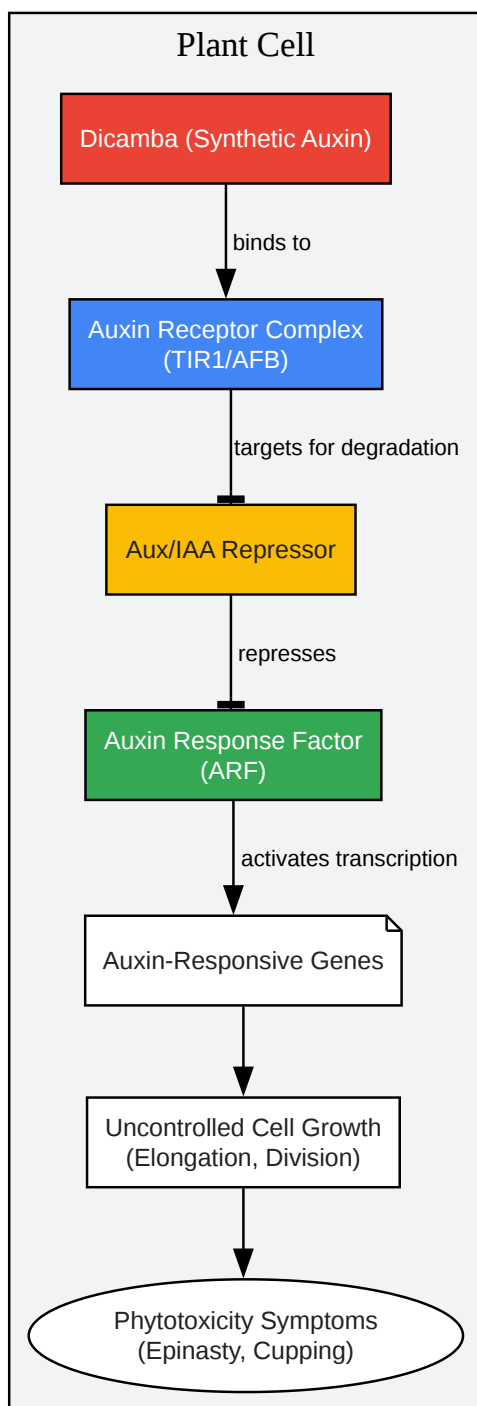 Plant Cell
Dicamba (Synthetic Auxin)
binds to
Auxin Receptor Complex
(TIR1/AFB)
targets for degradation
Aux/IAA Repressor
represses
Auxin Response Factor
(ARF)
activates transcription
Auxin-Responsive Genes
Uncontrolled Cell Growth
(Elongation, Division)
Phytotoxicity Symptoms
(Epinasty, Cupping)